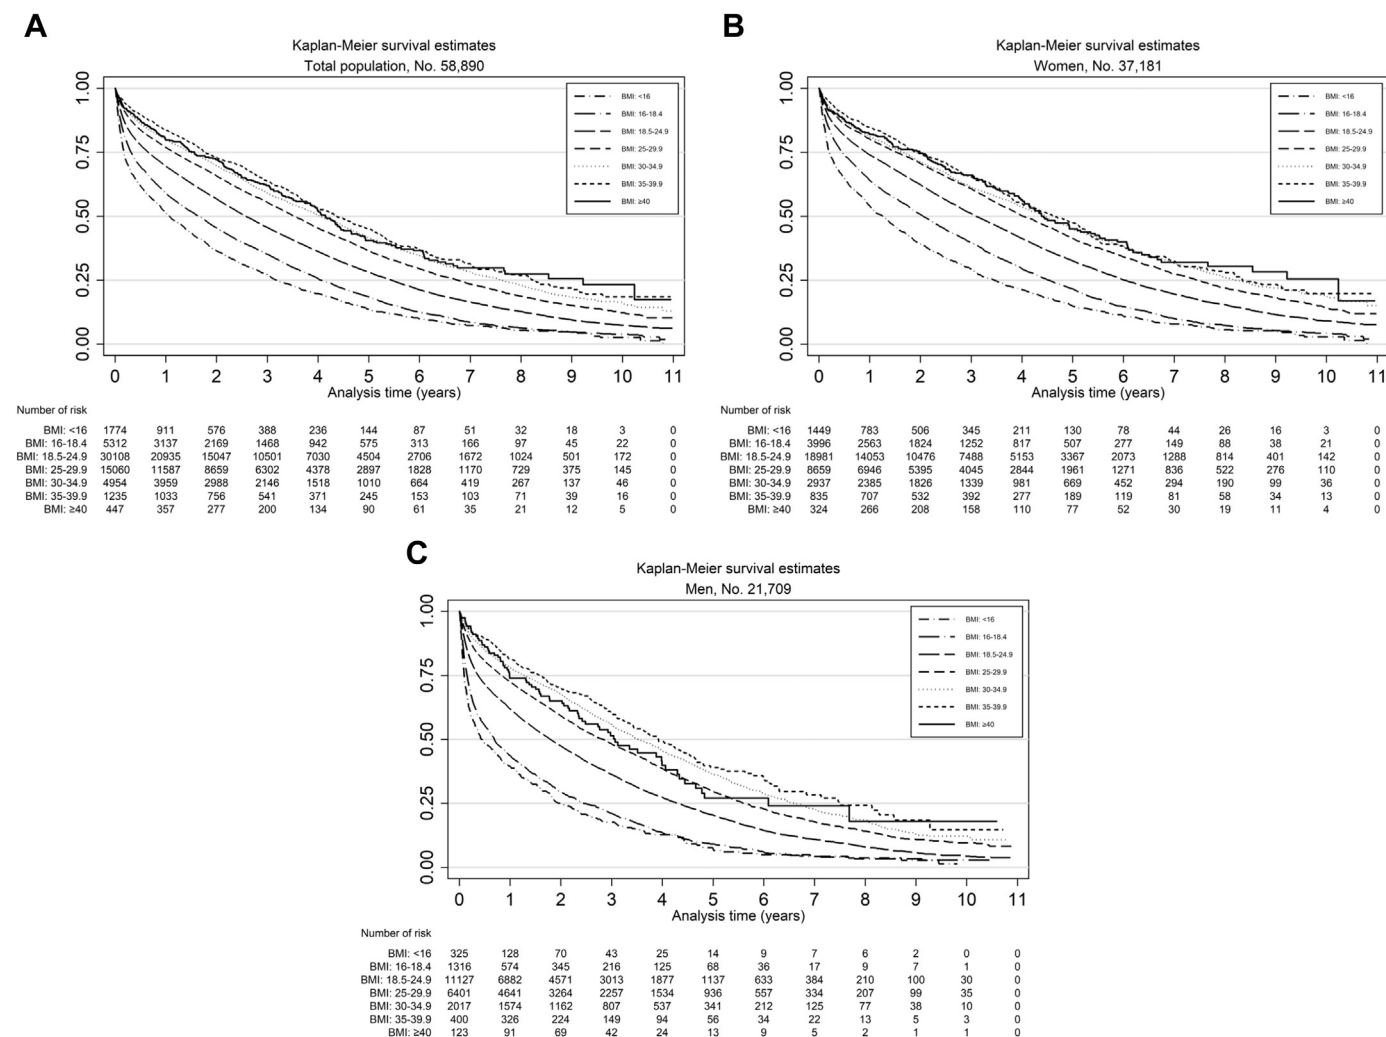 A
Kaplan-Meier survival estimates
Total population, No. 58,890
1.00
0.75
0.50
0.25
0.00
BMI: <16
BMI: 16-18.4
BMI: 18.5-24.9
BMI: 25-29.9
BMI: 30-34.9
BMI: 35-39.9
BMI: ≥40
0 1 2 3 4 5 6 7 8 9 10 11
Analysis time (years)
Number of risk
BMI: <16 1774 911 576 388 236 144 87 51 32 18 3 0
BMI: 16-18.4 5312 3137 2169 1468 942 575 313 166 97 45 22 0
BMI: 18.5-24.9 30108 20935 15047 10501 7030 4504 2706 1672 1024 501 172 0
BMI: 25-29.9 15060 11587 8659 6302 4378 2897 1828 1170 729 375 145 0
BMI: 30-34.9 4954 3959 2988 2146 1518 1010 664 419 267 137 46 0
BMI: 35-39.9 1235 1033 756 541 371 245 153 103 71 39 16 0
BMI: ≥40 447 357 277 200 134 90 61 35 21 12 5 0
B
Kaplan-Meier survival estimates
Women, No. 37,181
1.00
0.75
0.50
0.25
0.00
BMI: <16
BMI: 16-18.4
BMI: 18.5-24.9
BMI: 25-29.9
BMI: 30-34.9
BMI: 35-39.9
BMI: ≥40
0 1 2 3 4 5 6 7 8 9 10 11
Analysis time (years)
Number of risk
BMI: <16 1449 783 506 345 211 130 78 44 26 16 3 0
BMI: 16-18.4 3996 2563 1824 1252 817 507 277 149 88 38 21 0
BMI: 18.5-24.9 18981 14053 10476 7488 5153 3367 2073 1288 814 401 142 0
BMI: 25-29.9 8659 6946 5395 4045 2844 1961 1271 836 522 276 110 0
BMI: 30-34.9 2937 2385 1826 1339 981 669 452 294 190 99 36 0
BMI: 35-39.9 835 707 532 392 277 189 119 81 58 34 13 0
BMI: ≥40 324 266 208 158 110 77 52 30 19 11 4 0
C
Kaplan-Meier survival estimates
Men, No. 21,709
1.00
0.75
0.50
0.25
0.00
BMI: <16
BMI: 16-18.4
BMI: 18.5-24.9
BMI: 25-29.9
BMI: 30-34.9
BMI: 35-39.9
BMI: ≥40
0 1 2 3 4 5 6 7 8 9 10 11
Analysis time (years)
Number of risk
BMI: <16 325 128 70 43 25 14 9 7 6 2 0 0
BMI: 16-18.4 1316 574 345 216 125 68 36 17 9 7 1 0
BMI: 18.5-24.9 11127 6882 4571 3013 1877 1137 633 384 210 100 30 0
BMI: 25-29.9 6401 4641 3264 2257 1534 936 557 334 207 99 35 0
BMI: 30-34.9 2017 1574 1162 807 537 341 212 125 77 38 10 0
BMI: 35-39.9 400 326 224 149 94 56 34 22 13 5 3 0
BMI: ≥40 123 91 69 42 24 13 9 5 2 1 1 0